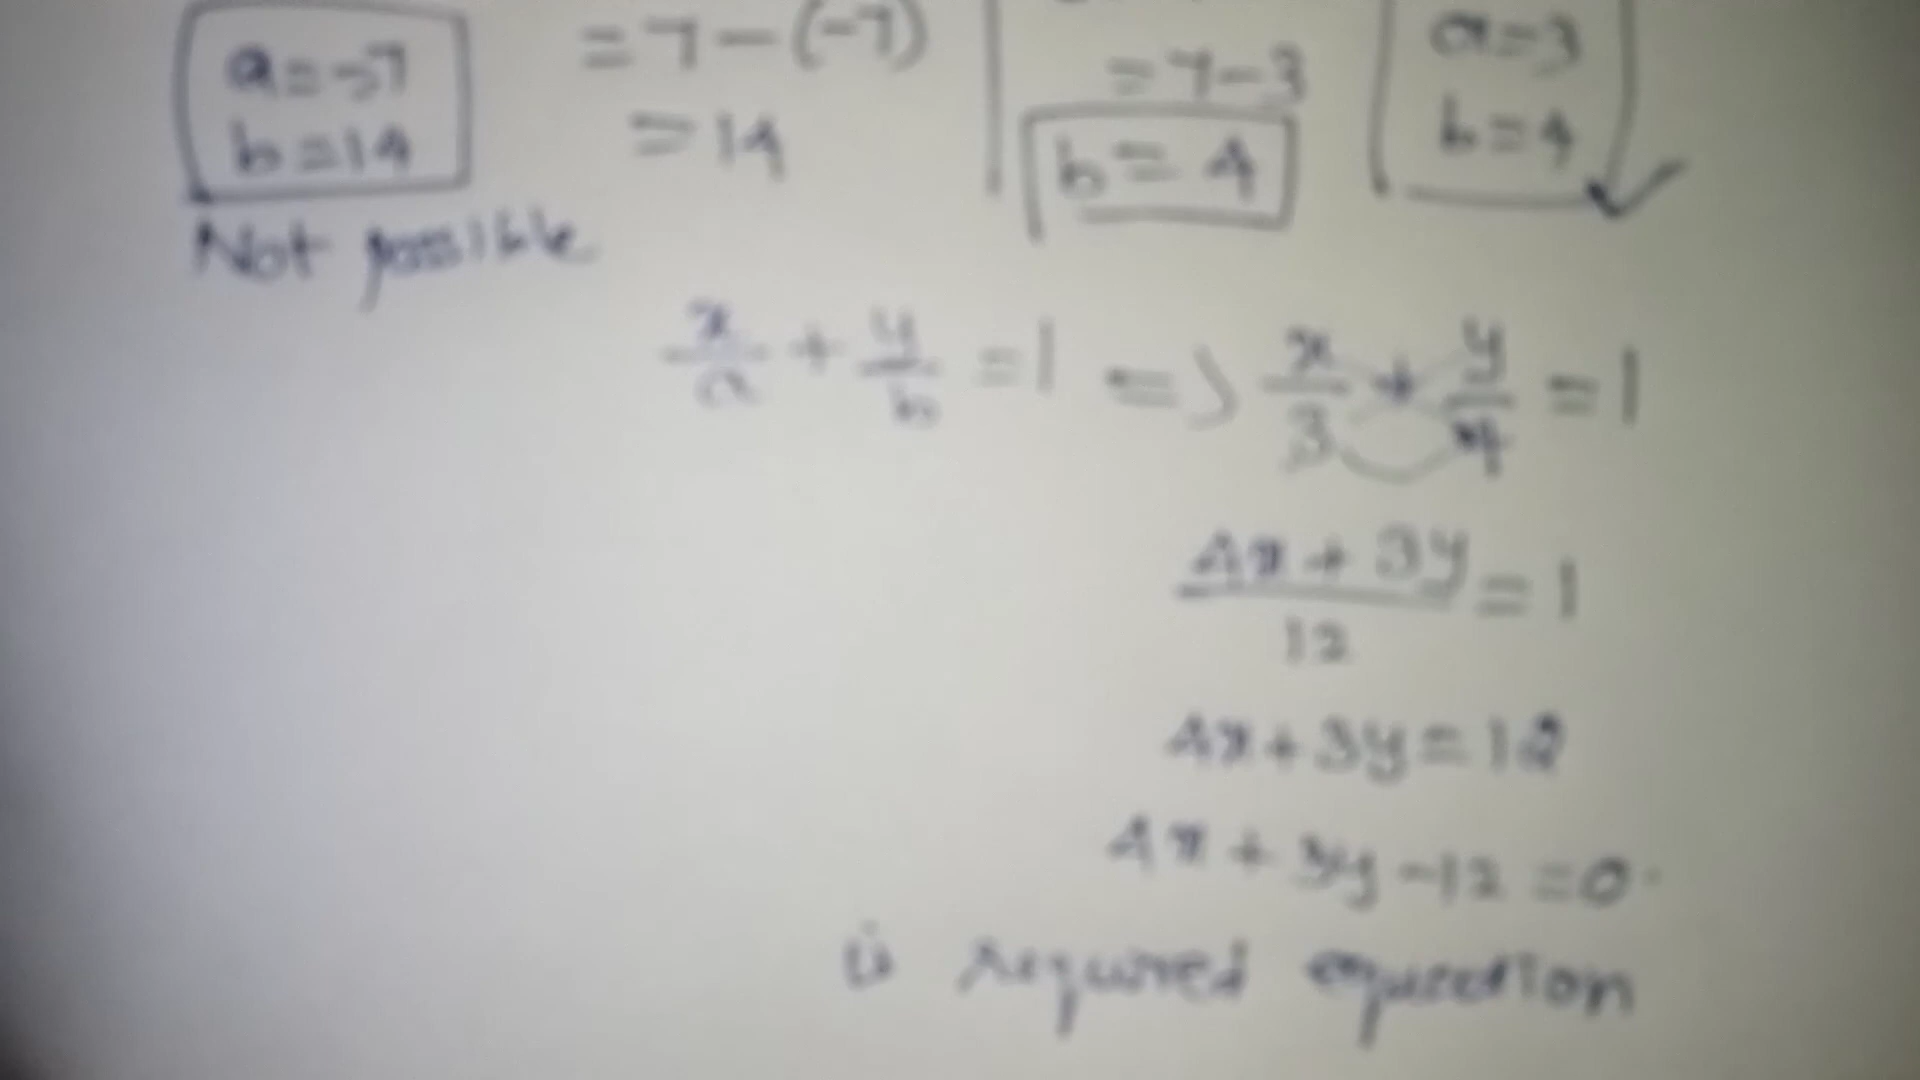 a=-7
b=14
Not possible
=7-(-7)
=14
=7-3
b=4
a=3
b=4
x/a + y/b =1 => x/3 + y/4 =1
4x+3y/12 =1
4x+3y=12
4x+3y-12=0
is required equation